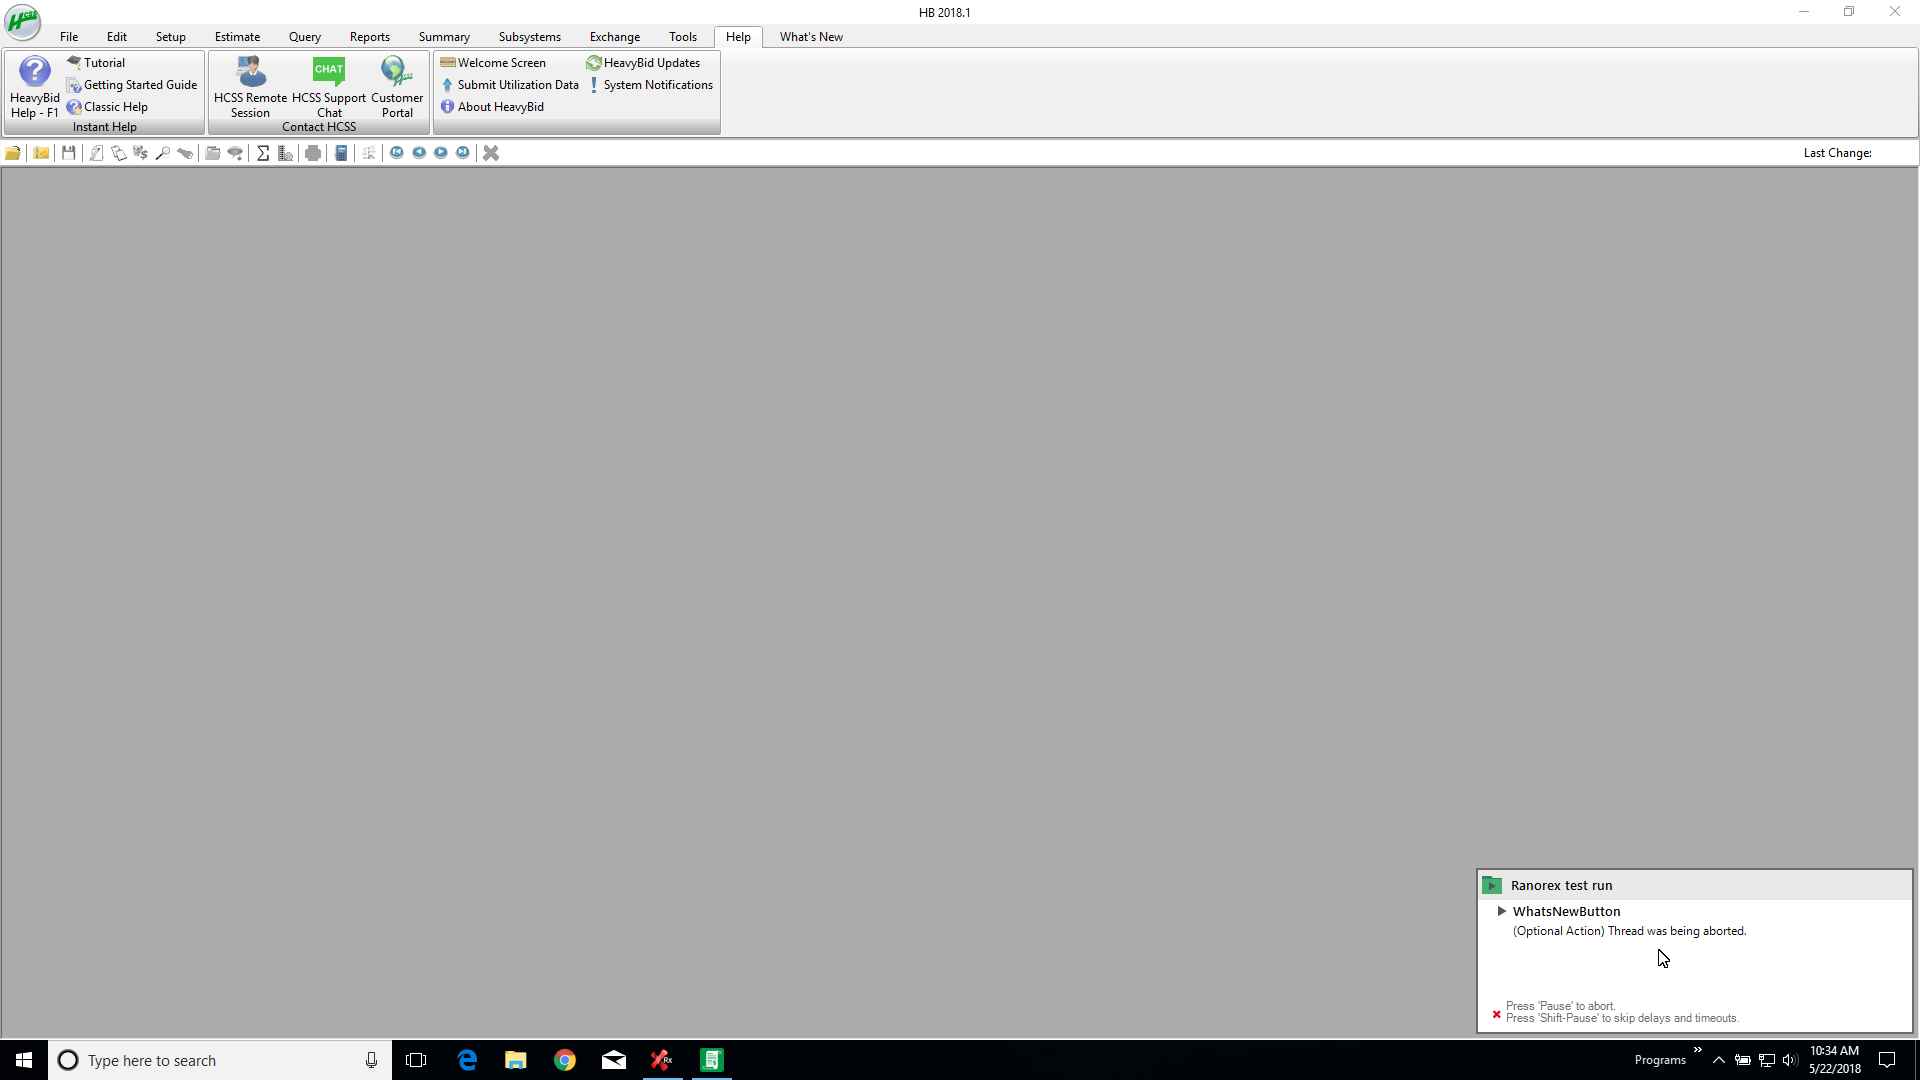 HB 2018.1
File Edit Setup Estimate Query Reports Summary Subsystems Exchange Tools Help What's New
HeavyBid Help - F1
Tutorial
Getting Started Guide
Classic Help
Instant Help
HCSS Remote Session
CHAT
HCSS Support Chat
Customer Portal
Contact HCSS
Welcome Screen
Submit Utilization Data
About HeavyBid
HeavyBid Updates
System Notifications
Last Change:
Ranorex test run
WhatsNewButton
(Optional Action) Thread was being aborted.
Press 'Pause' to abort.
Press 'Shift-Pause' to skip delays and timeouts.
Type here to search
Programs
10:34 AM
5/22/2018